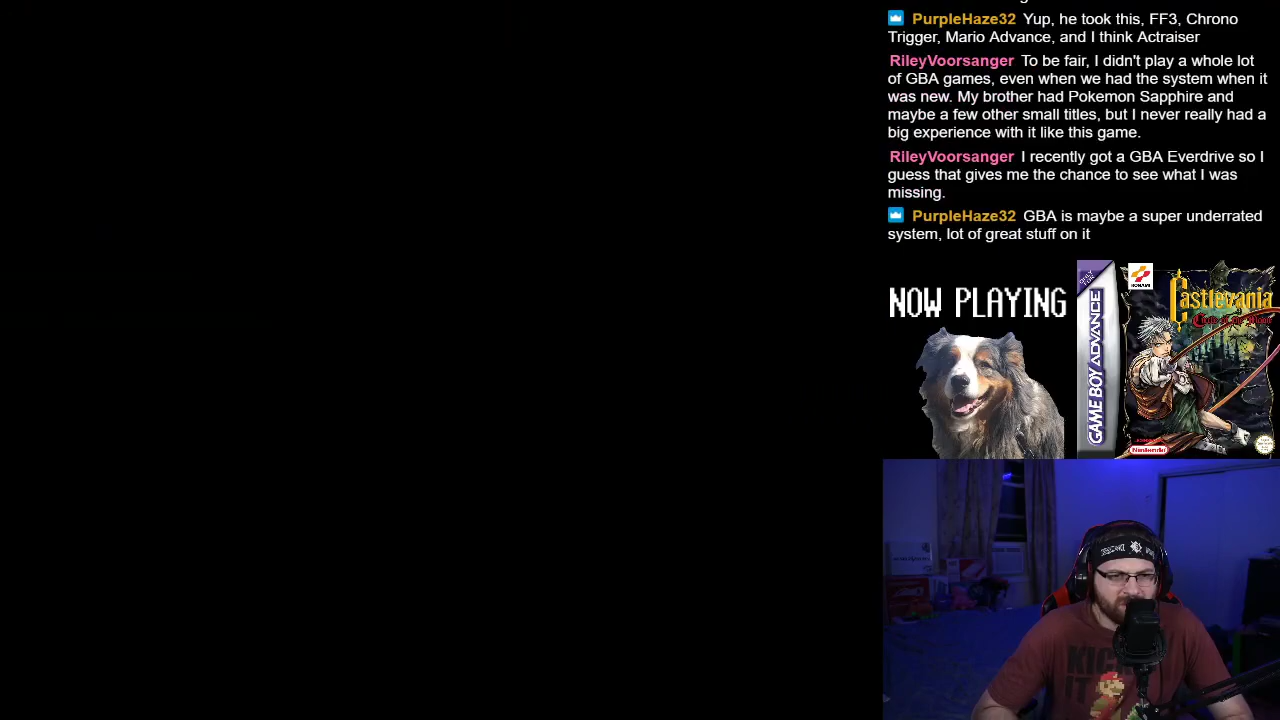 PurpleHaze32 Yup, he took this, FF3, Chrono
Trigger, Mario Advance, and I think Actraiser
RileyVoorsanger To be fair, I didn't play a whole lot
of GBA games, even when we had the system when it
was new. My brother had Pokemon Sapphire and
maybe a few other small titles, but I never really had a
big experience with it like this game.
RileyVoorsanger I recently got a GBA Everdrive so I
guess that gives me the chance to see what I was
missing.
PurpleHaze32 GBA is maybe a super underrated
system, lot of great stuff on it
NOW PLAYING
GAME BOY ADVANCE
KONAMI
Castlevania
Nintendo
KICK
IT